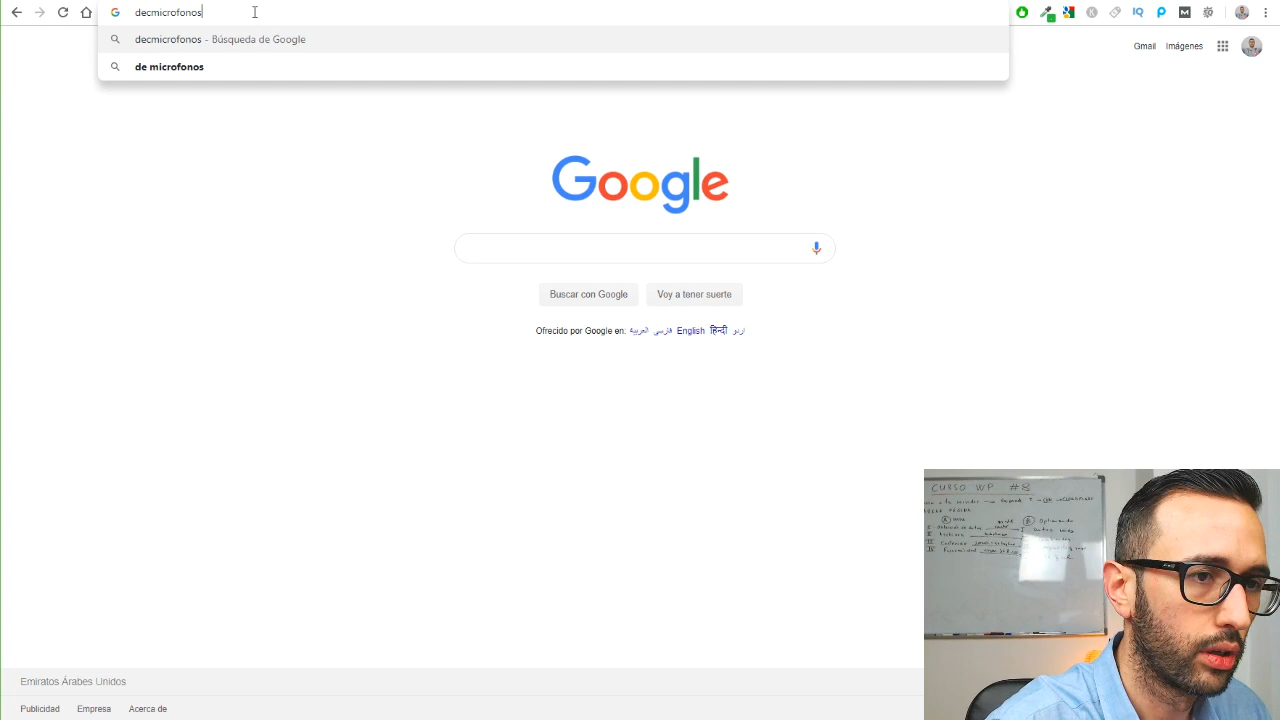 decmicrofonos
decmicrofonos - Búsqueda de Google
de microfonos
Gmail Imágenes
Google
Buscar con Google Voy a tener suerte
Ofrecido por Google en: العربية فارسی English हिन्दी اردو
CURSO WP #8
Emiratos Árabes Unidos
Publicidad Empresa Acerca de